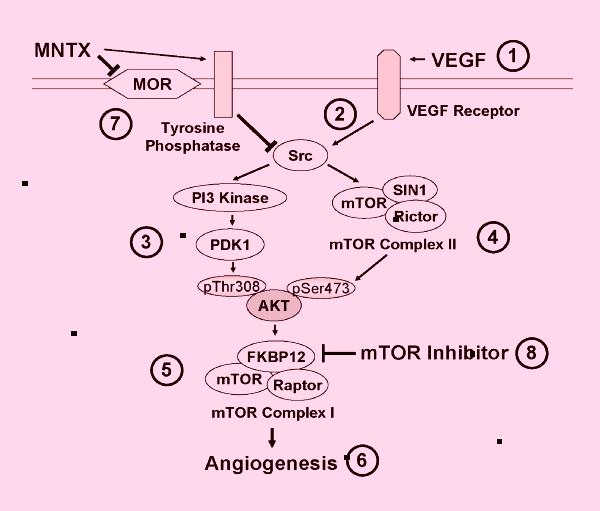 MNTX
VEGF 1
MOR
VEGF Receptor
7
2
Tyrosine
Phosphatase
Src
PI3 Kinase
SIN1
mTOR
Rictor
3
PDK1
mTOR Complex II
4
pThr308
pSer473
AKT
FKBP12
mTOR Inhibitor 8
5
mTOR
Raptor
mTOR Complex I
Angiogenesis 6